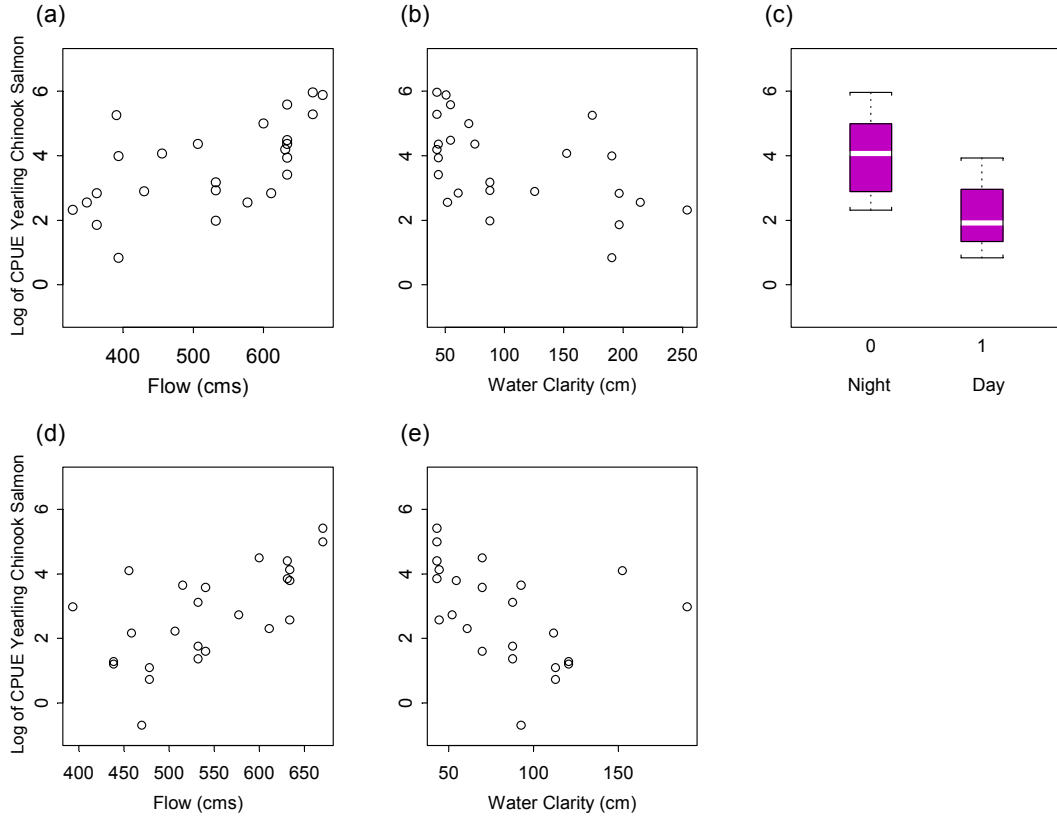 (a)
(b)
(c)
Log of CPUE Yearling Chinook Salmon
6
4
2
0
400 500 600
Flow (cms)
6
4
2
0
50 100 150 200 250
Water Clarity (cm)
6
4
2
0
0 1
Night Day
(d)
(e)
Log of CPUE Yearling Chinook Salmon
6
4
2
0
400 450 500 550 600 650
Flow (cms)
6
4
2
0
50 100 150
Water Clarity (cm)